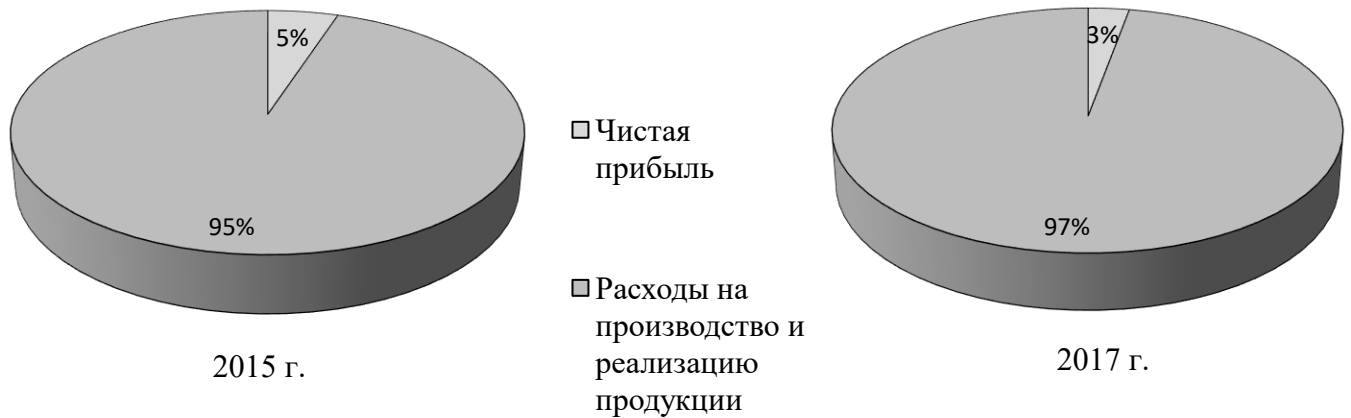 5%
95%
2015 г.
Чистая
прибыль
Расходы на
производство и
реализацию
продукции
3%
97%
2017 г.